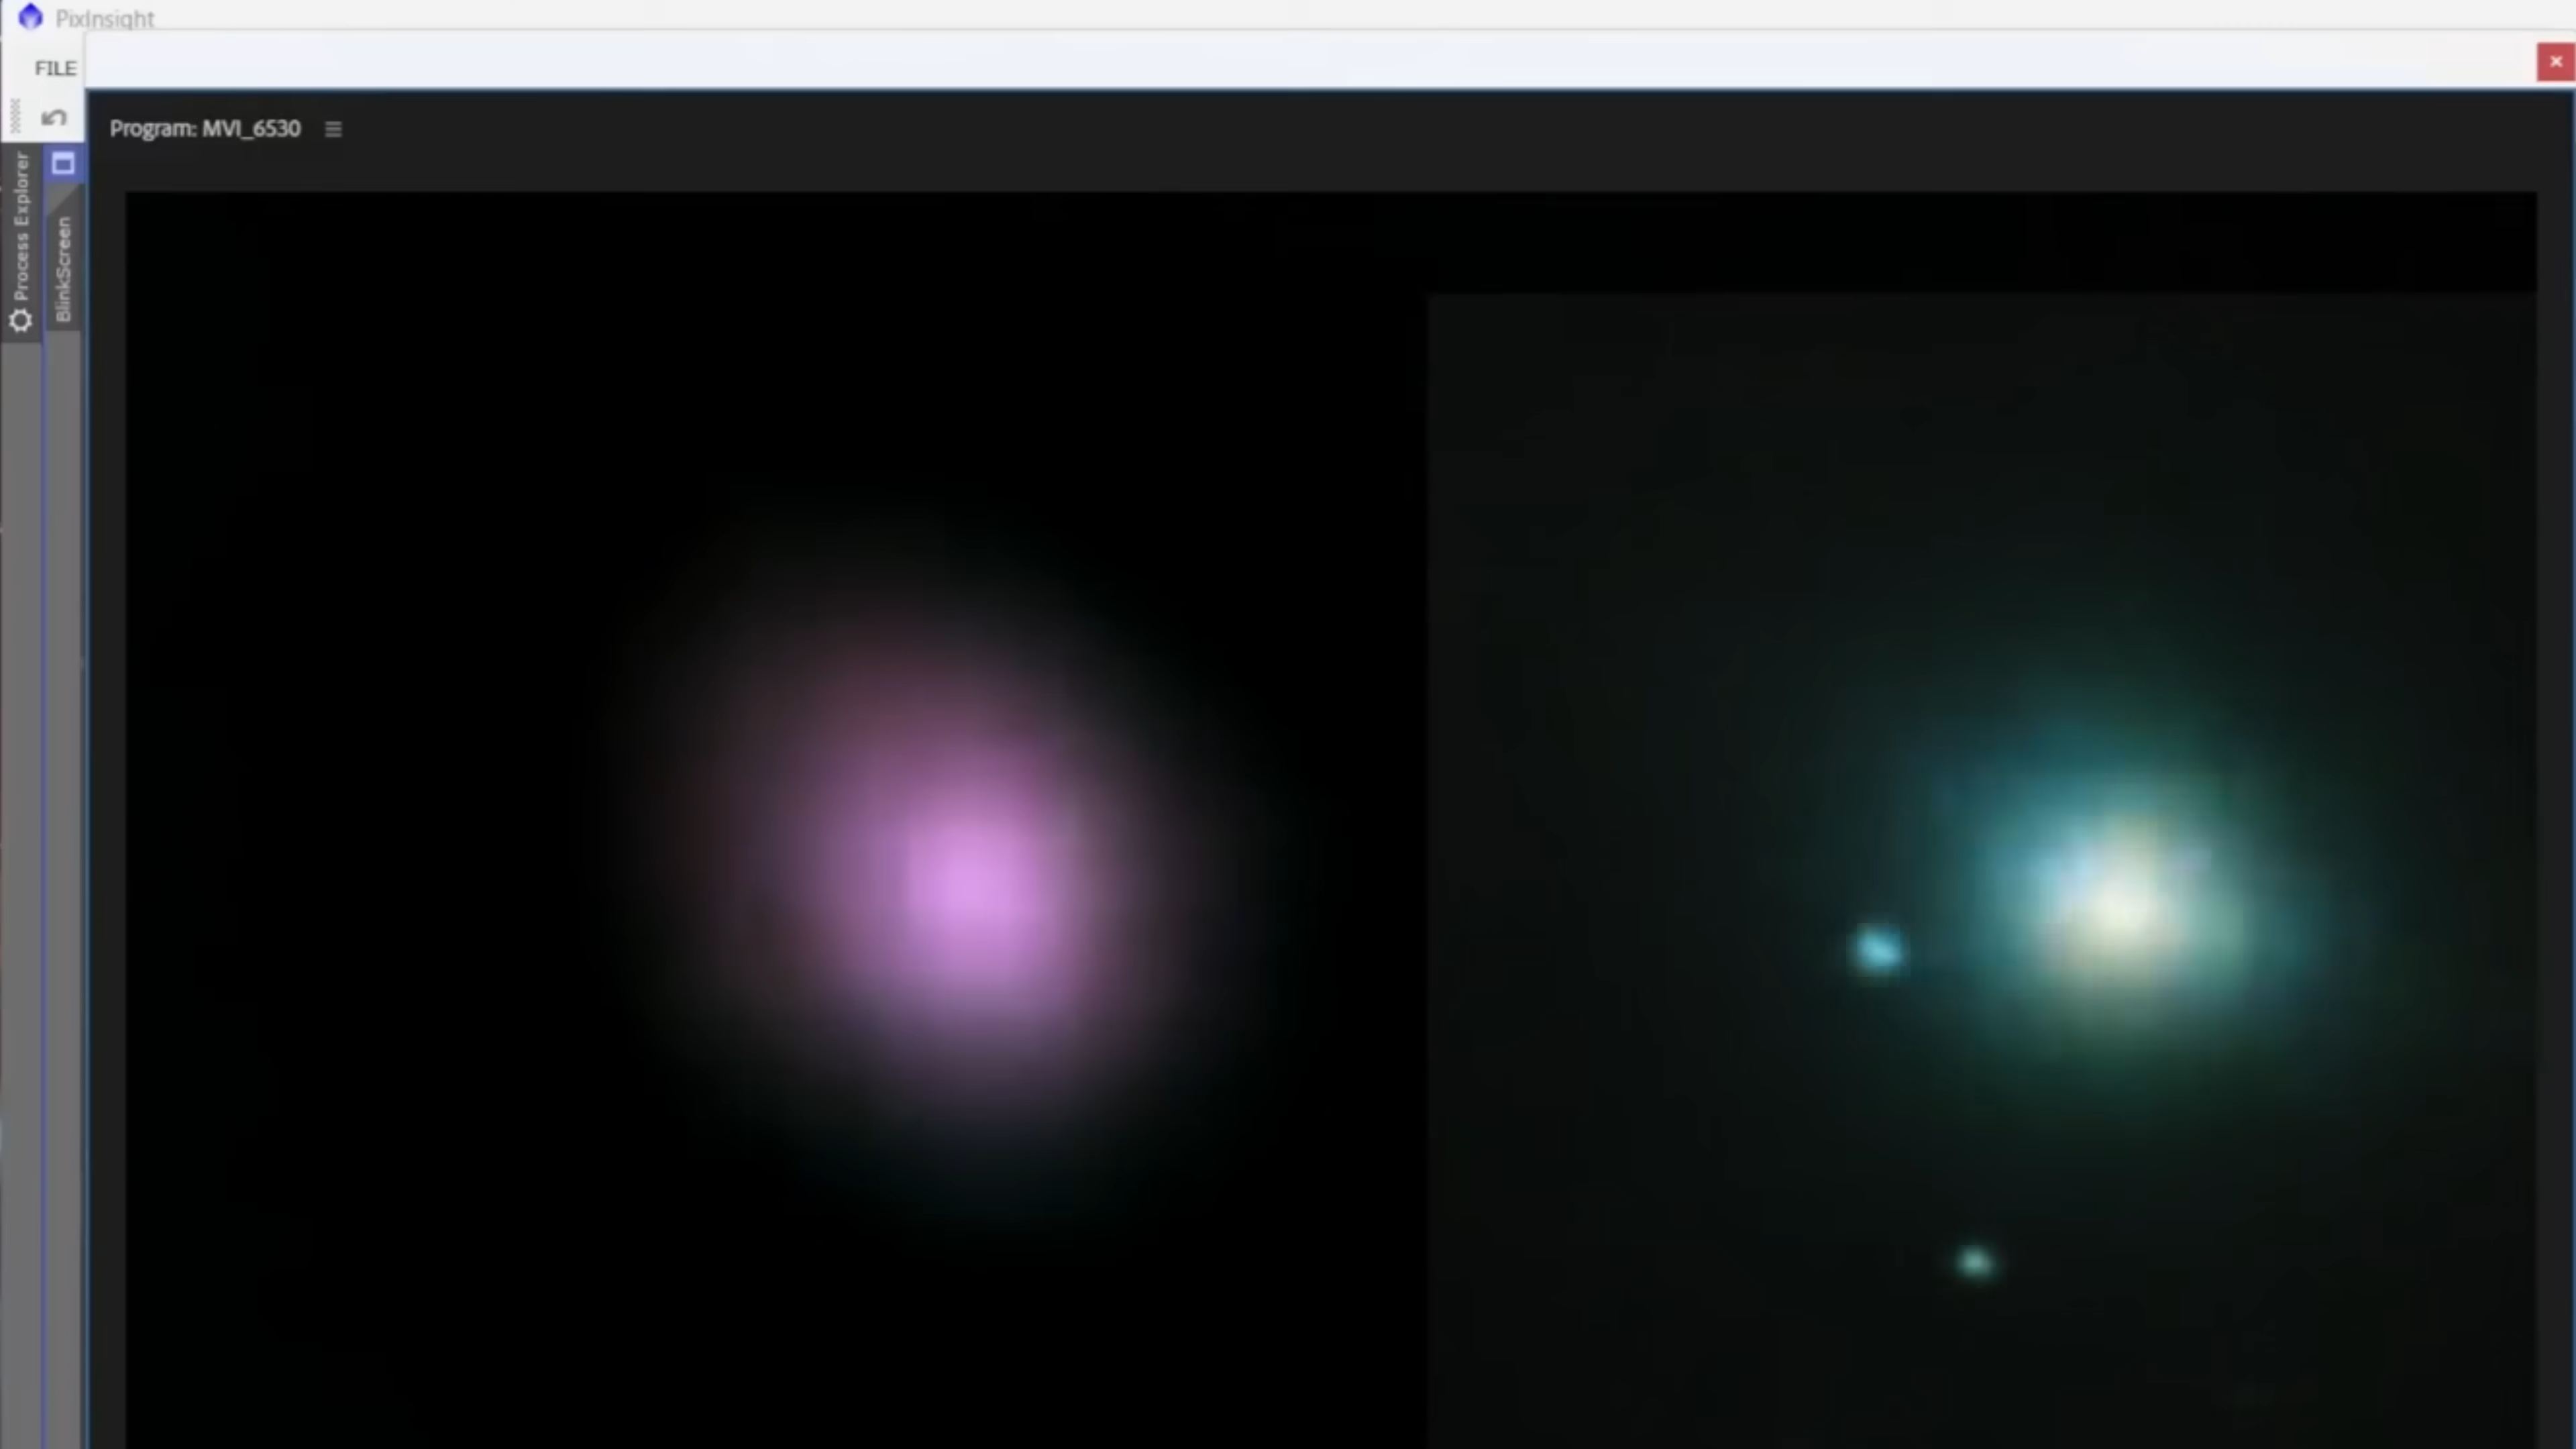 PixInsight
FILE
Program: MVI_6530
Process Explorer
BlinkScreen